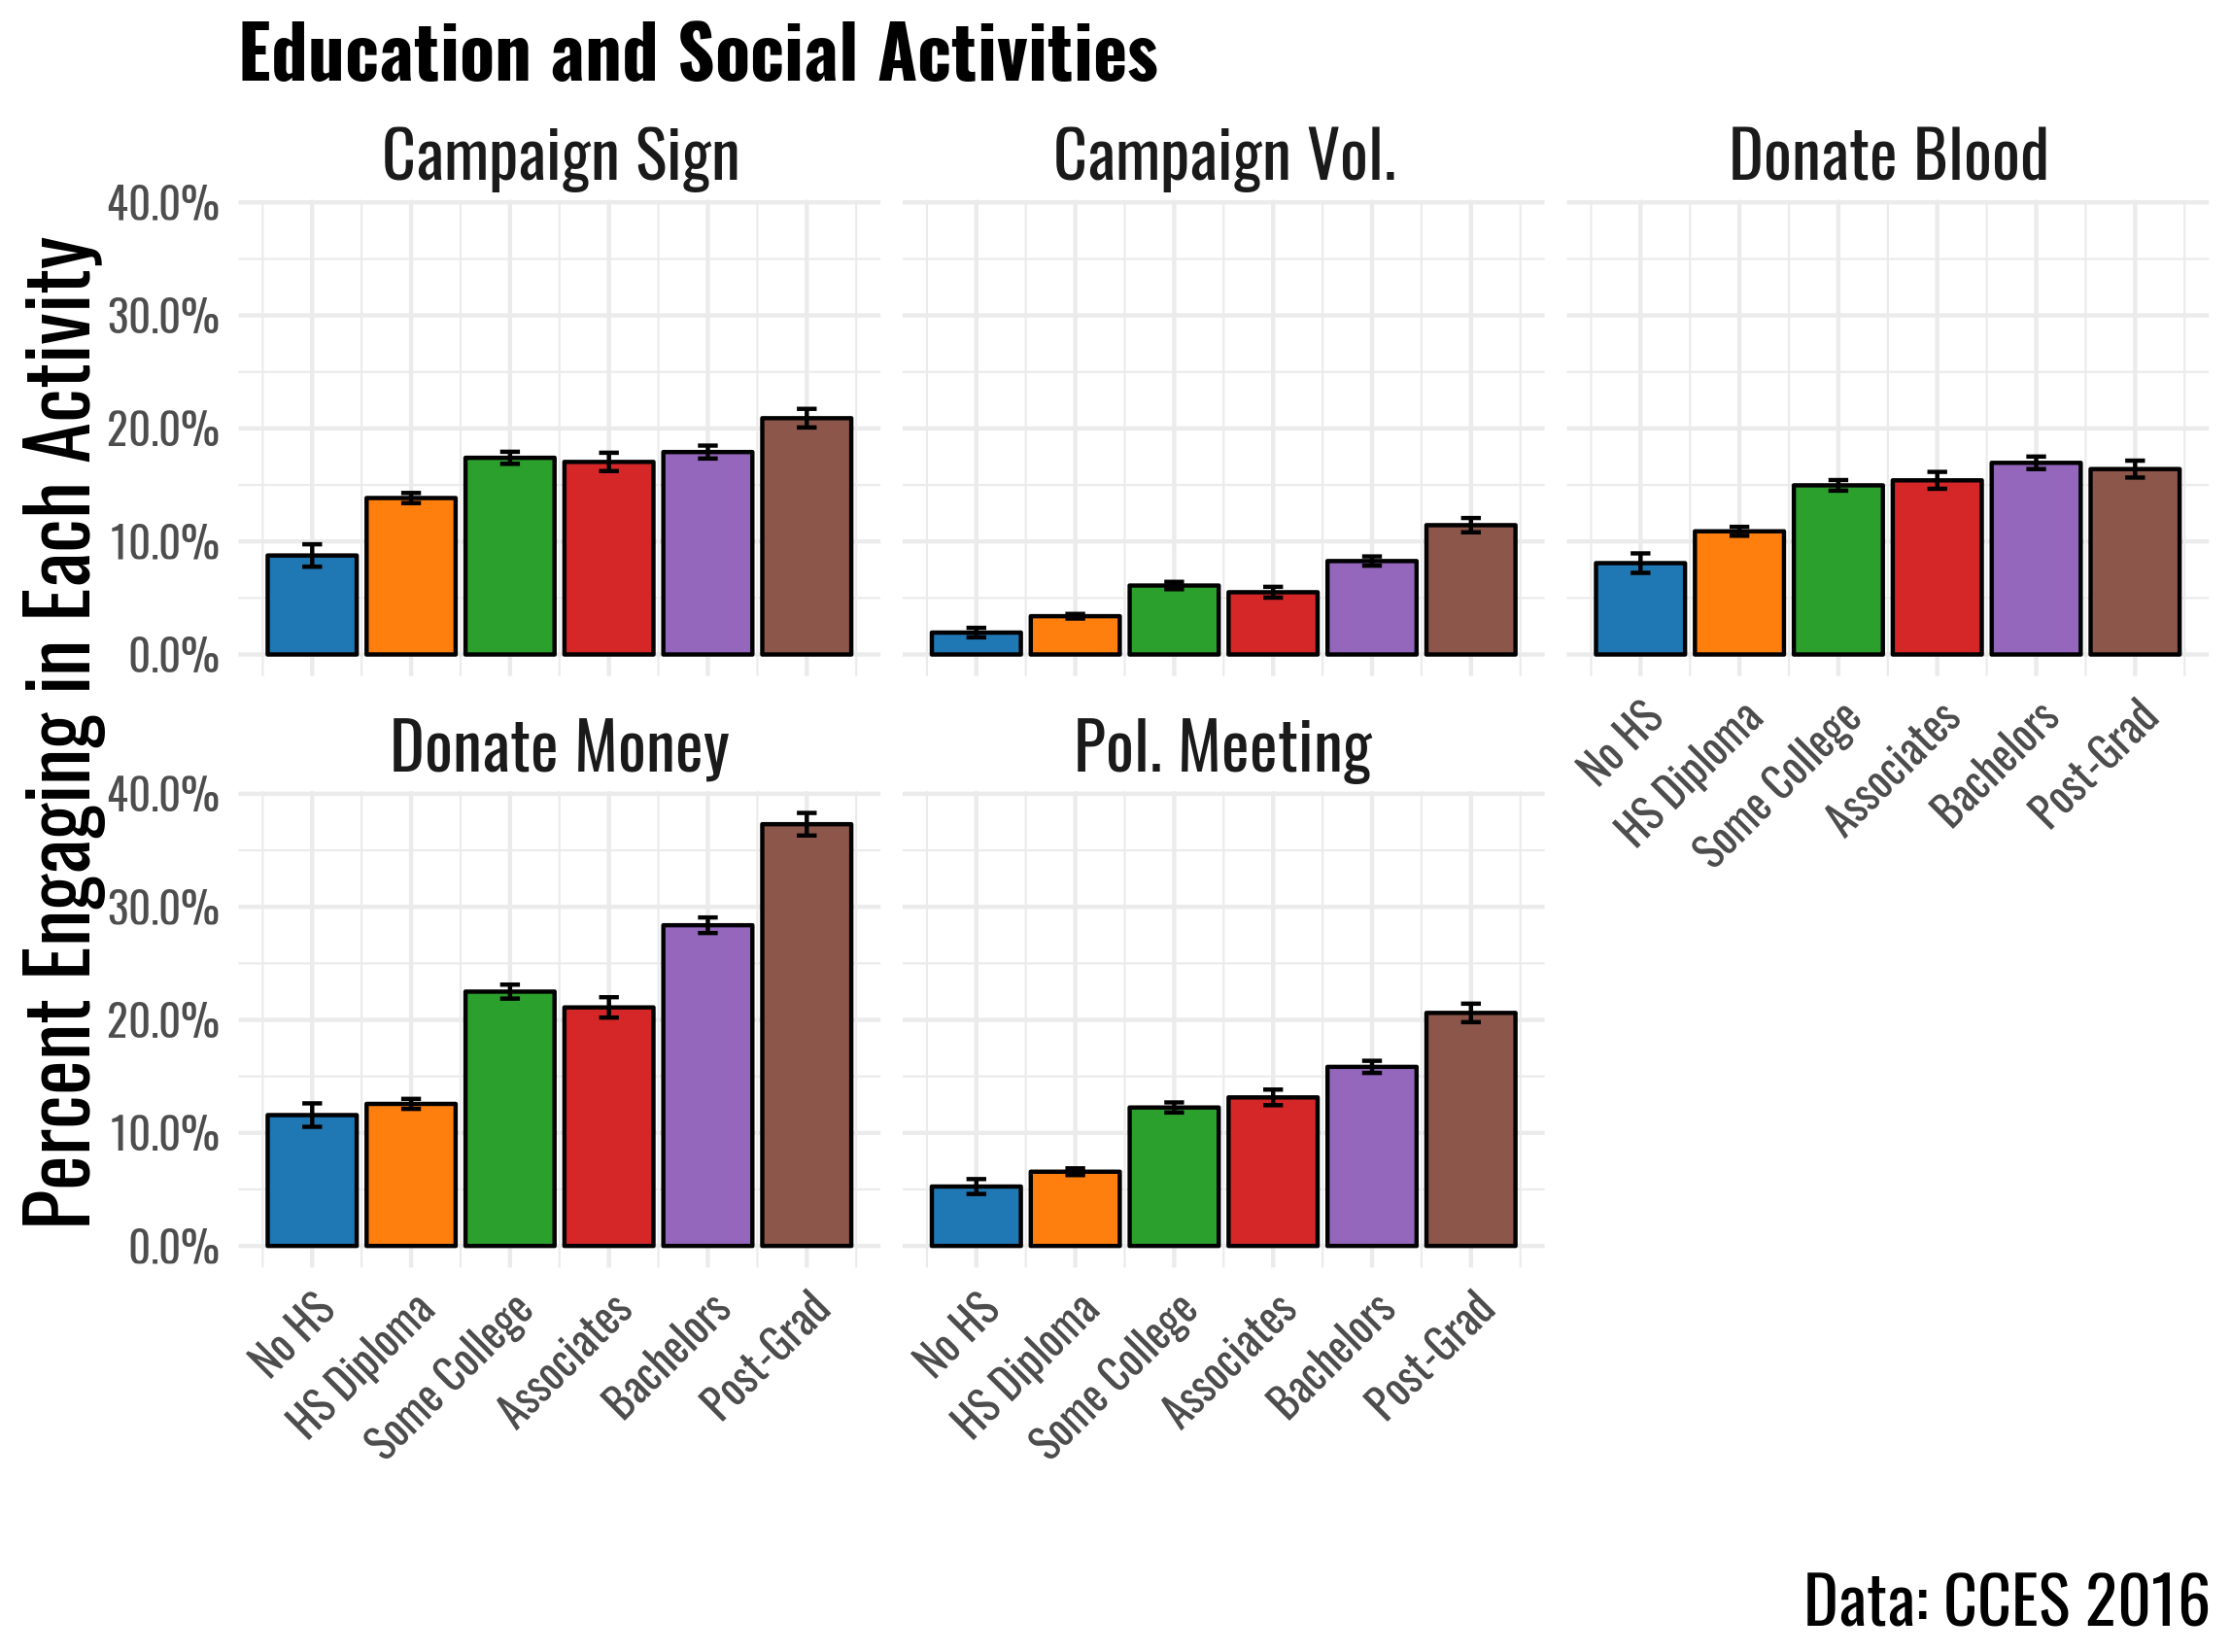 Education and Social Activities
Percent Engaging in Each Activity
Campaign Sign
Campaign Vol.
Donate Blood
40.0%
30.0%
20.0%
10.0%
0.0%
No HS
HS Diploma
Some College
Associates
Bachelors
Post-Grad
Donate Money
Pol. Meeting
40.0%
30.0%
20.0%
10.0%
0.0%
No HS
HS Diploma
Some College
Associates
Bachelors
Post-Grad
No HS
HS Diploma
Some College
Associates
Bachelors
Post-Grad
Data: CCES 2016